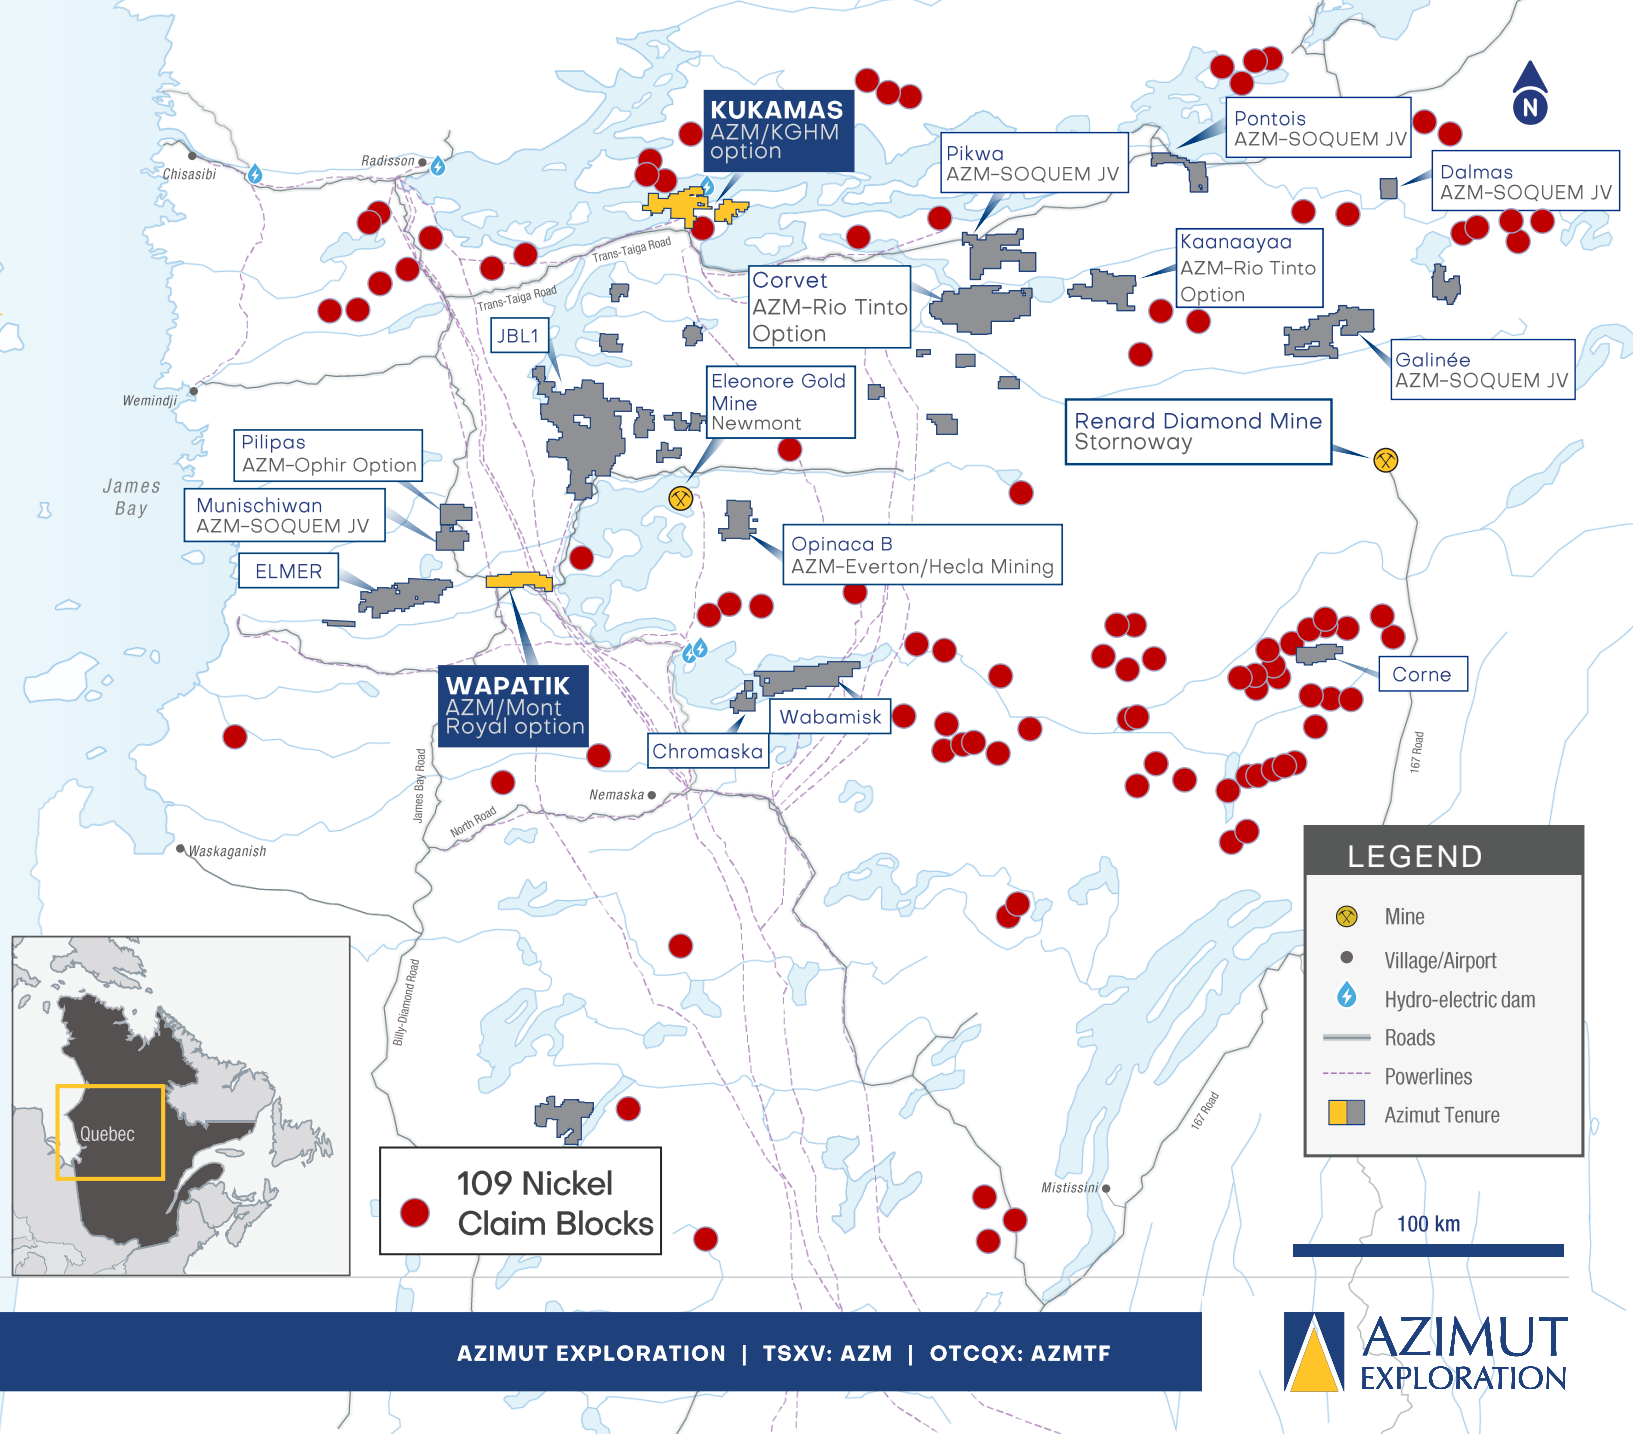 KUKAMAS
AZM/KGHM
option
N
Pontois
AZM-SOQUEM JV
Pikwa
AZM-SOQUEM JV
Dalmas
AZM-SOQUEM JV
Radisson
Chisasibi
Trans-Taiga Road
Trans-Taiga Road
Kaanaayaa
AZM-Rio Tinto
Option
Corvet
AZM-Rio Tinto
Option
JBL1
Galinée
AZM-SOQUEM JV
Eleonore Gold
Mine
Newmont
Wemindji
Renard Diamond Mine
Stornoway
Pilipas
AZM-Ophir Option
James
Bay
Munischiwan
AZM-SOQUEM JV
Opinaca B
AZM-Everton/Hecla Mining
ELMER
WAPATIK
AZM/Mont
Royal option
Corne
Wabamisk
Chromaska
James Bay Road
167 Road
Nemaska
North Road
Waskaganish
Billy-Diamond Road
167 Road
Mistissini
LEGEND
Mine
Village/Airport
Hydro-electric dam
Roads
Powerlines
Azimut Tenure
Quebec
109 Nickel
Claim Blocks
100 km
AZIMUT EXPLORATION | TSXV: AZM | OTCQX: AZMTF
AZIMUT
EXPLORATION